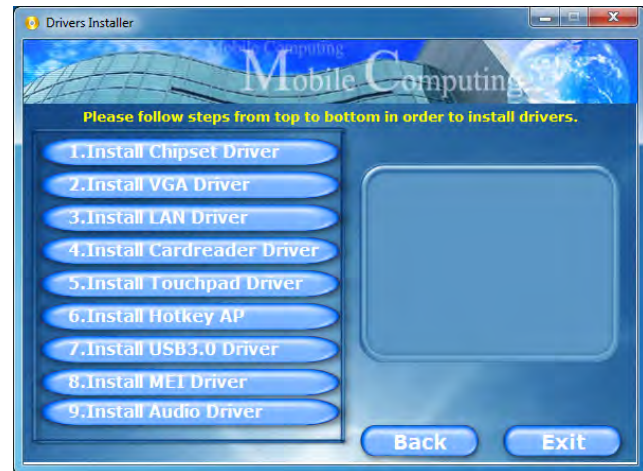 Drivers Installer
Mobile Computing
Mobile Computing
Please follow steps from top to bottom in order to install drivers.
1.Install Chipset Driver
2.Install VGA Driver
3.Install LAN Driver
4.Install Cardreader Driver
5.Install Touchpad Driver
6.Install Hotkey AP
7.Install USB3.0 Driver
8.Install MEI Driver
9.Install Audio Driver
Back
Exit